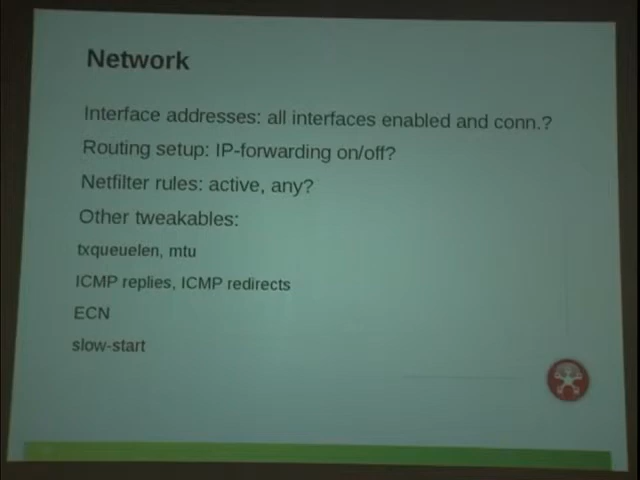 Network
Interface addresses: all interfaces enabled and conn.?
Routing setup: IP-forwarding on/off?
Netfilter rules: active, any?
Other tweakables:
txqueuelen, mtu
ICMP replies, ICMP redirects
ECN
slow-start